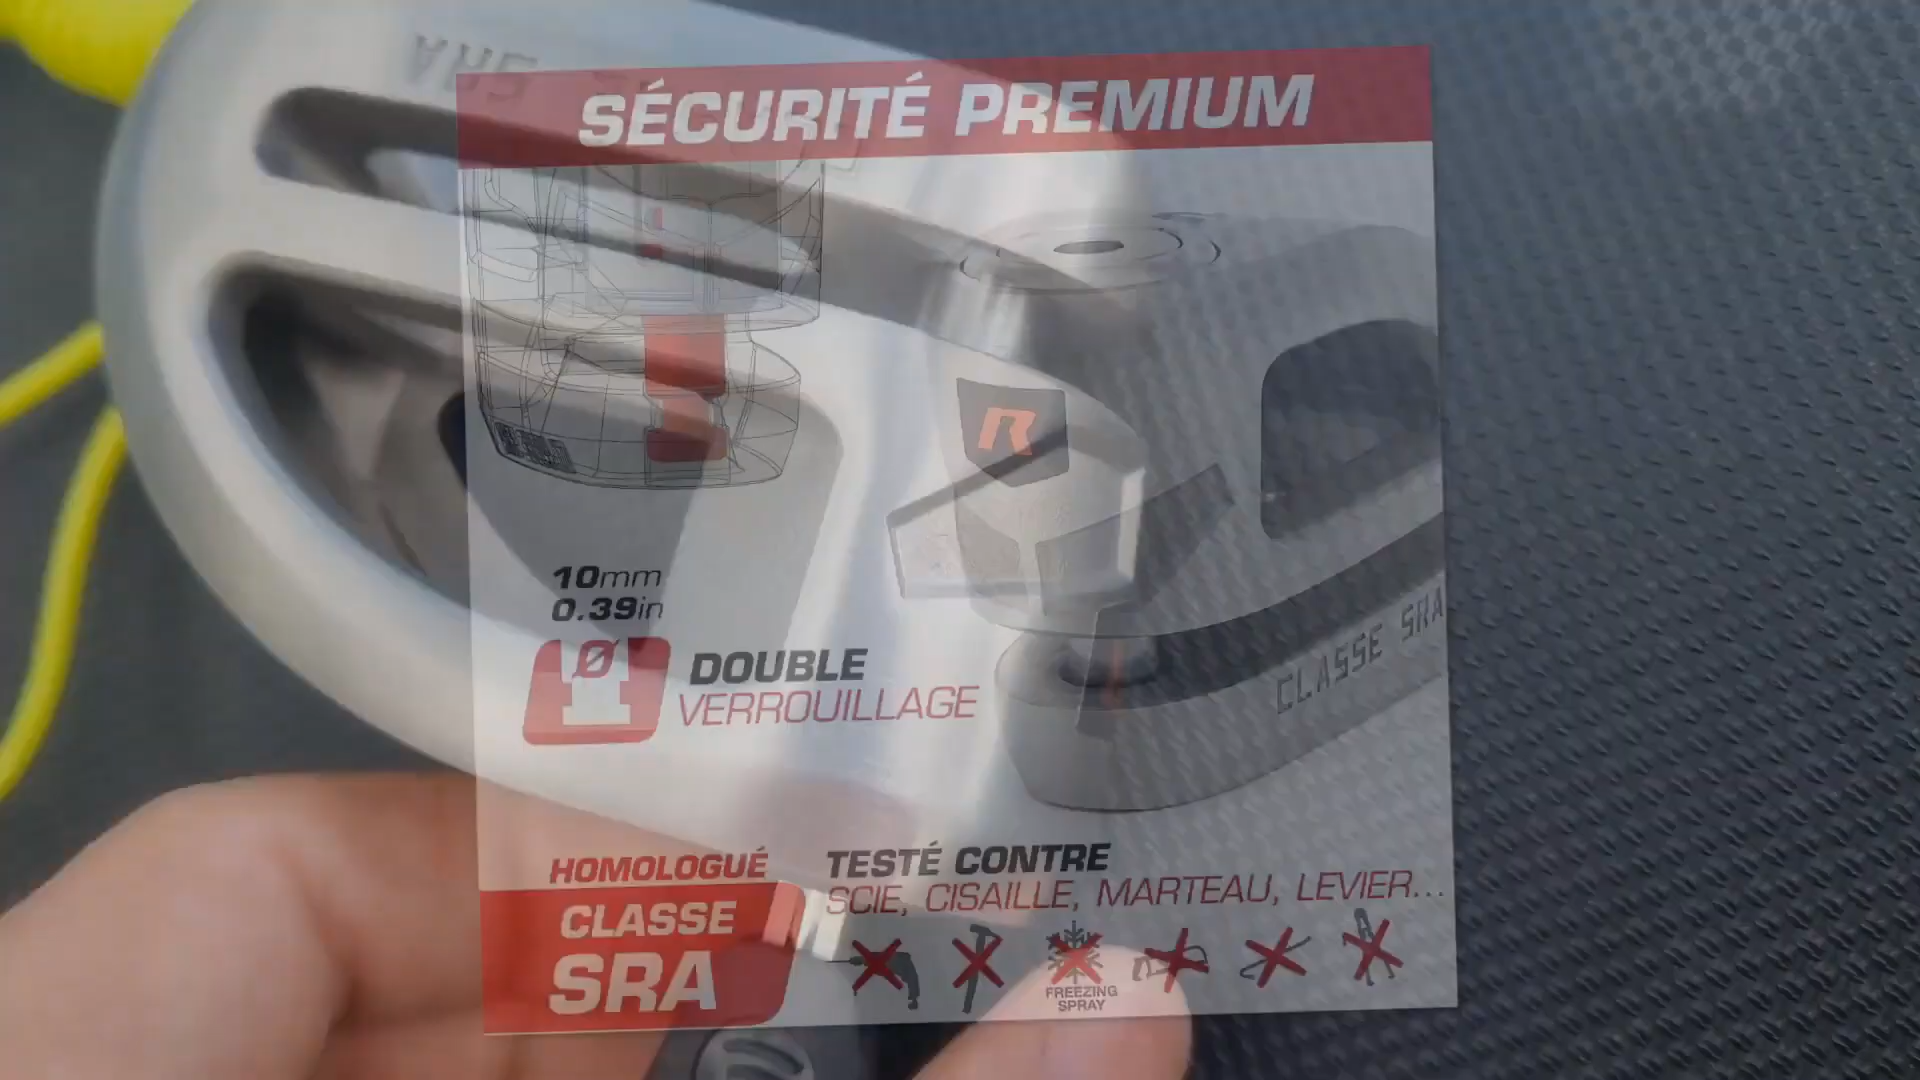 SÉCURITÉ PREMIUM
10mm
0.39in
Ø
DOUBLE
VERROUILLAGE
CLASSE SRA
HOMOLOGUÉ
CLASSE
SRA
TESTÉ CONTRE
SCIE, CISAILLE, MARTEAU, LEVIER...
FREEZING
SPRAY